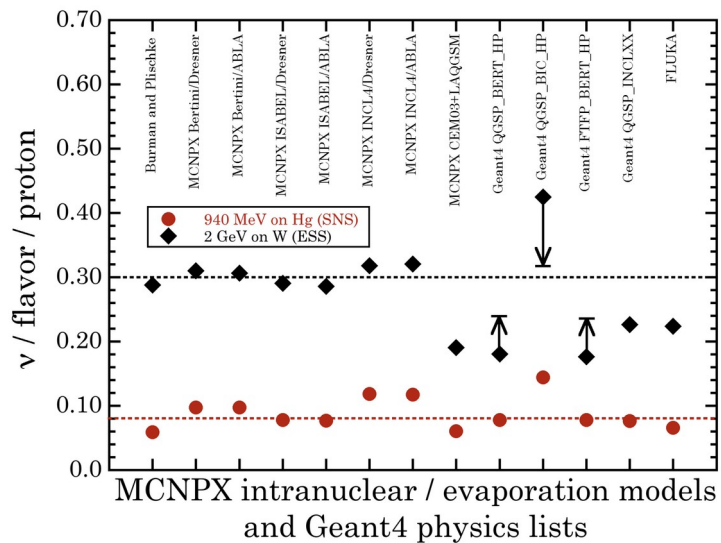 0.70
0.60
0.50
0.40
0.30
0.20
0.10
0.0
ν / flavor / proton
Burman and Plischke
MCNPX Bertini/Dresner
MCNPX Bertini/ABLA
MCNPX ISABEL/Dresner
MCNPX ISABEL/ABLA
MCNPX INCL4/Dresner
MCNPX INCL4/ABLA
MCNPX CEM03+LAQGSM
Geant4 QGSP_BERT_HP
Geant4 QGSP_BIC_HP
Geant4 FTFP_BERT_HP
Geant4 QGSP_INCLXX
FLUKA
940 MeV on Hg (SNS)
2 GeV on W (ESS)
MCNPX intranuclear / evaporation models
and Geant4 physics lists